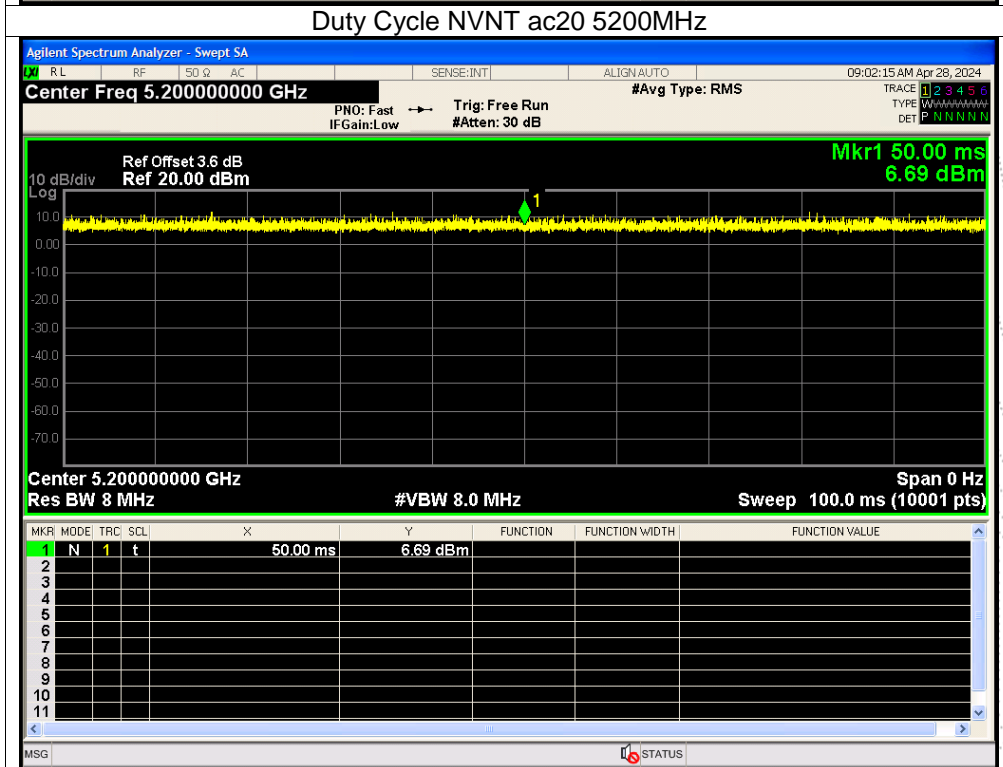 Duty Cycle NVNT ac20 5200MHz
Agilent Spectrum Analyzer - Swept SA
LXI RL RF 50 Ω AC SENSE:INT ALIGN AUTO 09:02:15 AM Apr 28, 2024
Center Freq 5.200000000 GHz #Avg Type: RMS TRACE 1 2 3 4 5 6
PNO: Fast Trig: Free Run TYPE WWWWWW
IFGain:Low #Atten: 30 dB DET P N N N N N
Mkr1 50.00 ms
6.69 dBm
Ref Offset 3.6 dB
10 dB/div Ref 20.00 dBm
Log
1
10.0
0.00
-10.0
-20.0
-30.0
-40.0
-50.0
-60.0
-70.0
Center 5.200000000 GHz Span 0 Hz
Res BW 8 MHz #VBW 8.0 MHz Sweep 100.0 ms (10001 pts)
MKR MODE TRC SCL X Y FUNCTION FUNCTION WIDTH FUNCTION VALUE
1 N 1 t 50.00 ms 6.69 dBm
2
3
4
5
6
7
8
9
10
11
MSG STATUS